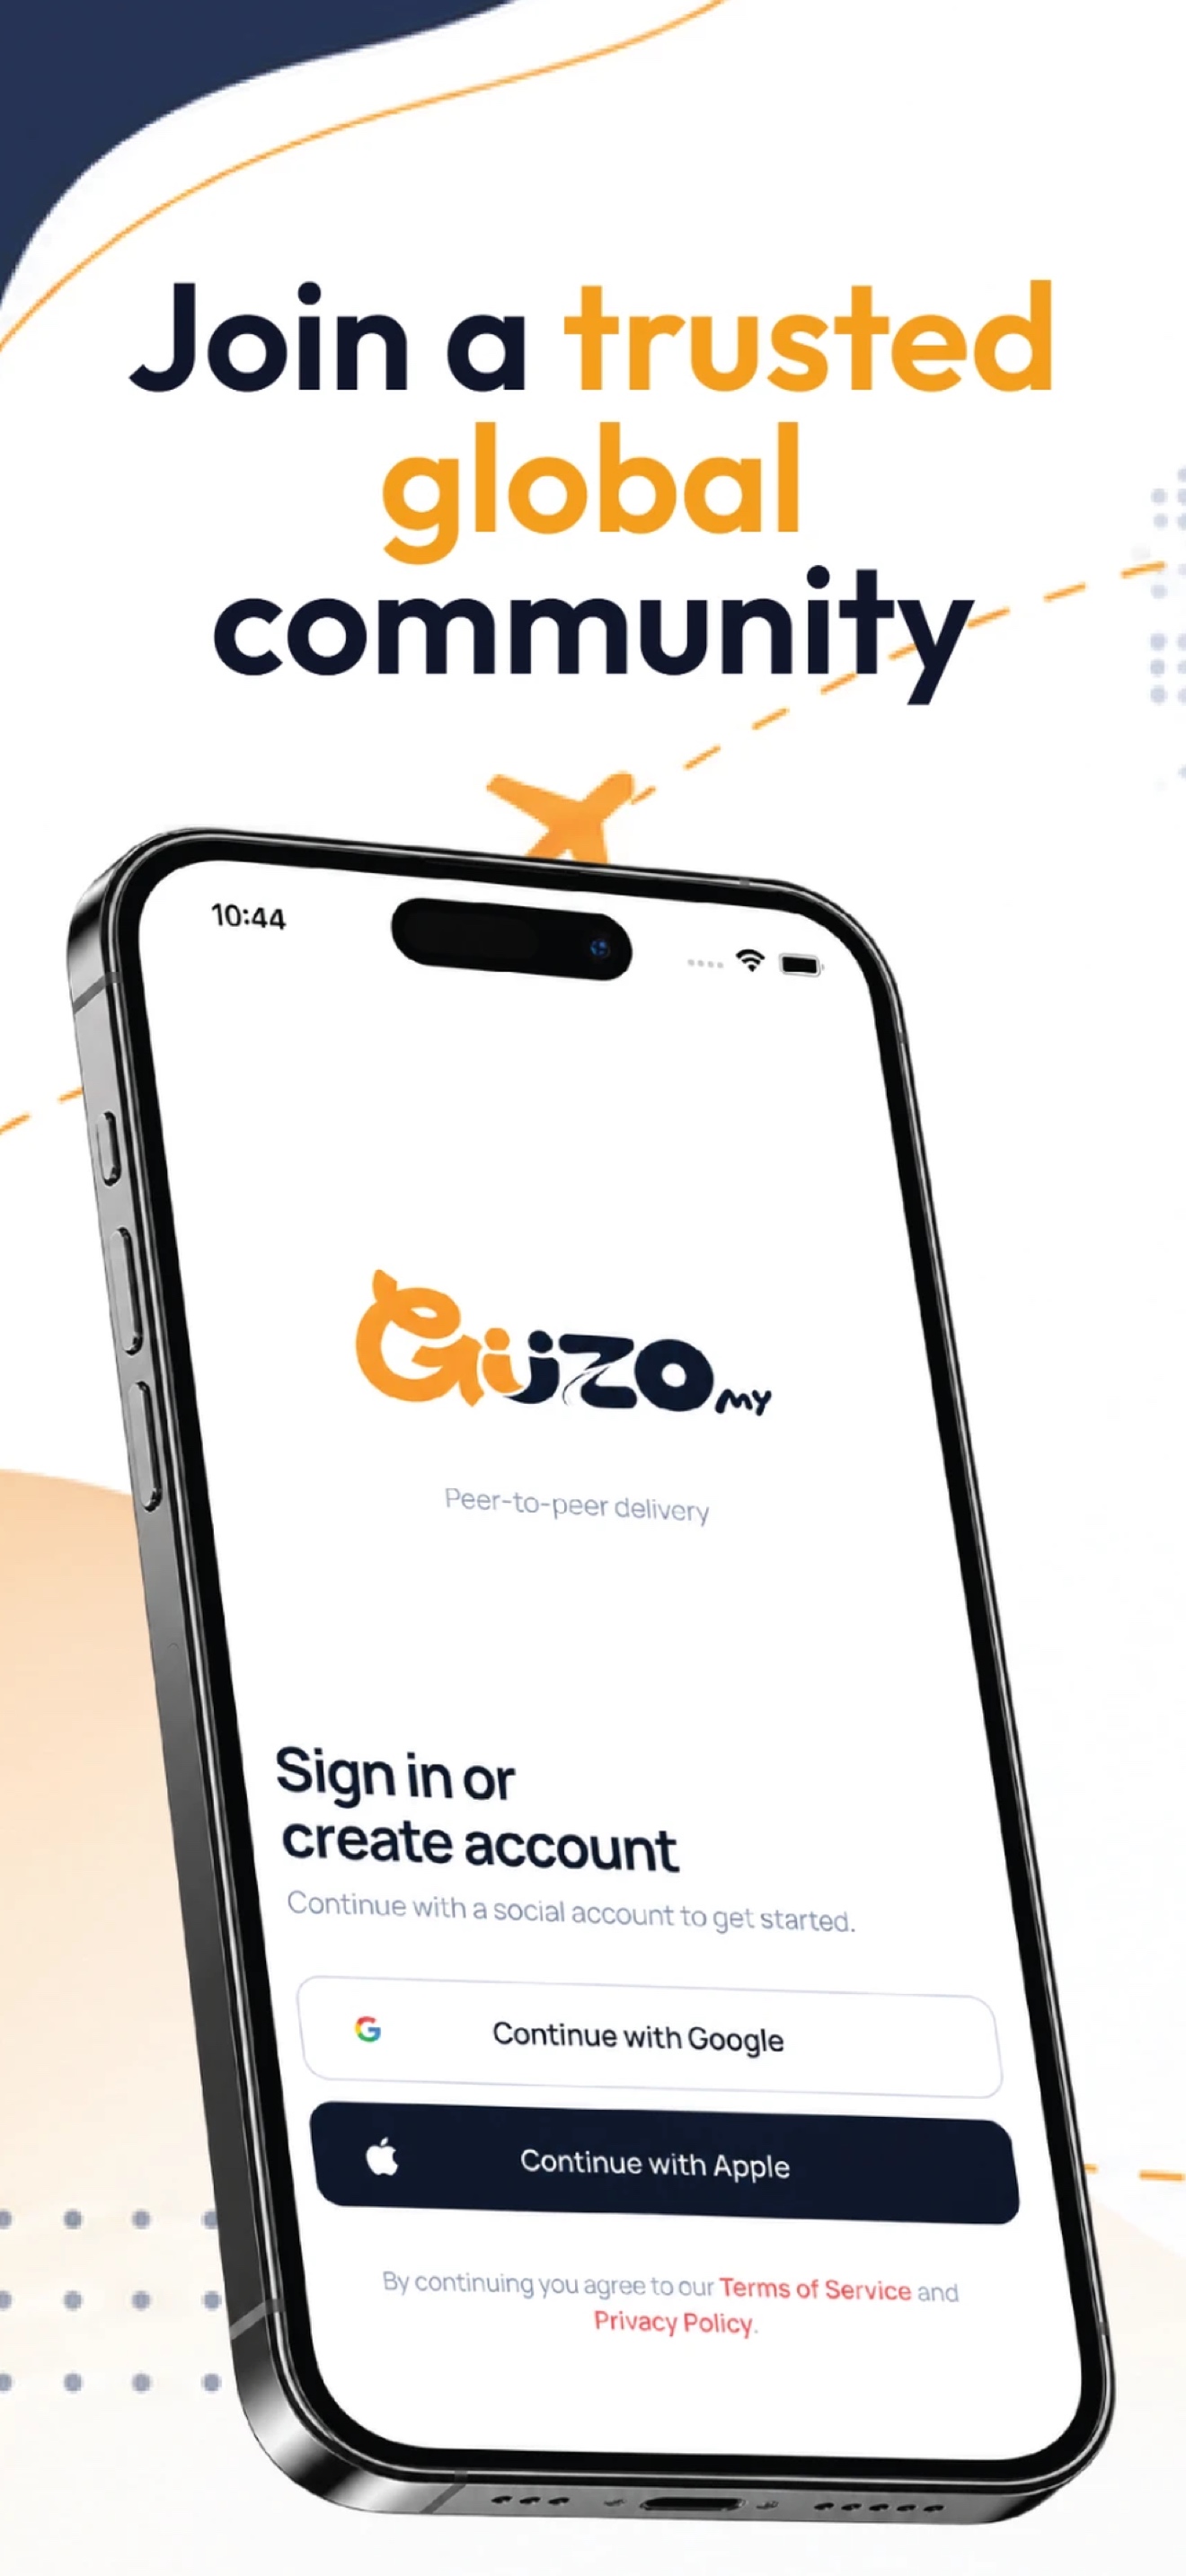 Join a trusted
global
community
10:44
Guzo MY
Peer-to-peer delivery
Sign in or
create account
Continue with a social account to get started.
G
Continue with Google
Continue with Apple
By continuing you agree to our Terms of Service and
Privacy Policy.